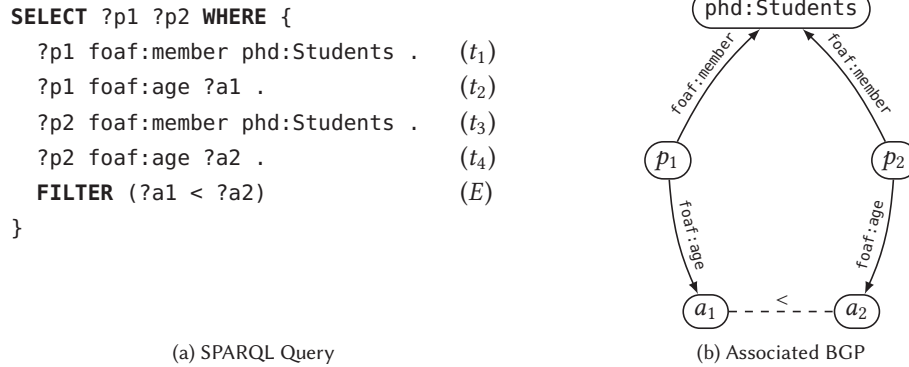 SELECT ?p1 ?p2 WHERE {
?p1 foaf:member phd:Students . (t1)
?p1 foaf:age ?a1 . (t2)
?p2 foaf:member phd:Students . (t3)
?p2 foaf:age ?a2 . (t4)
FILTER (?a1 < ?a2) (E)
}
(a) SPARQL Query
phd:Students
foaf:member
foaf:member
p1
p2
foaf:age
foaf:age
a1
<
a2
(b) Associated BGP